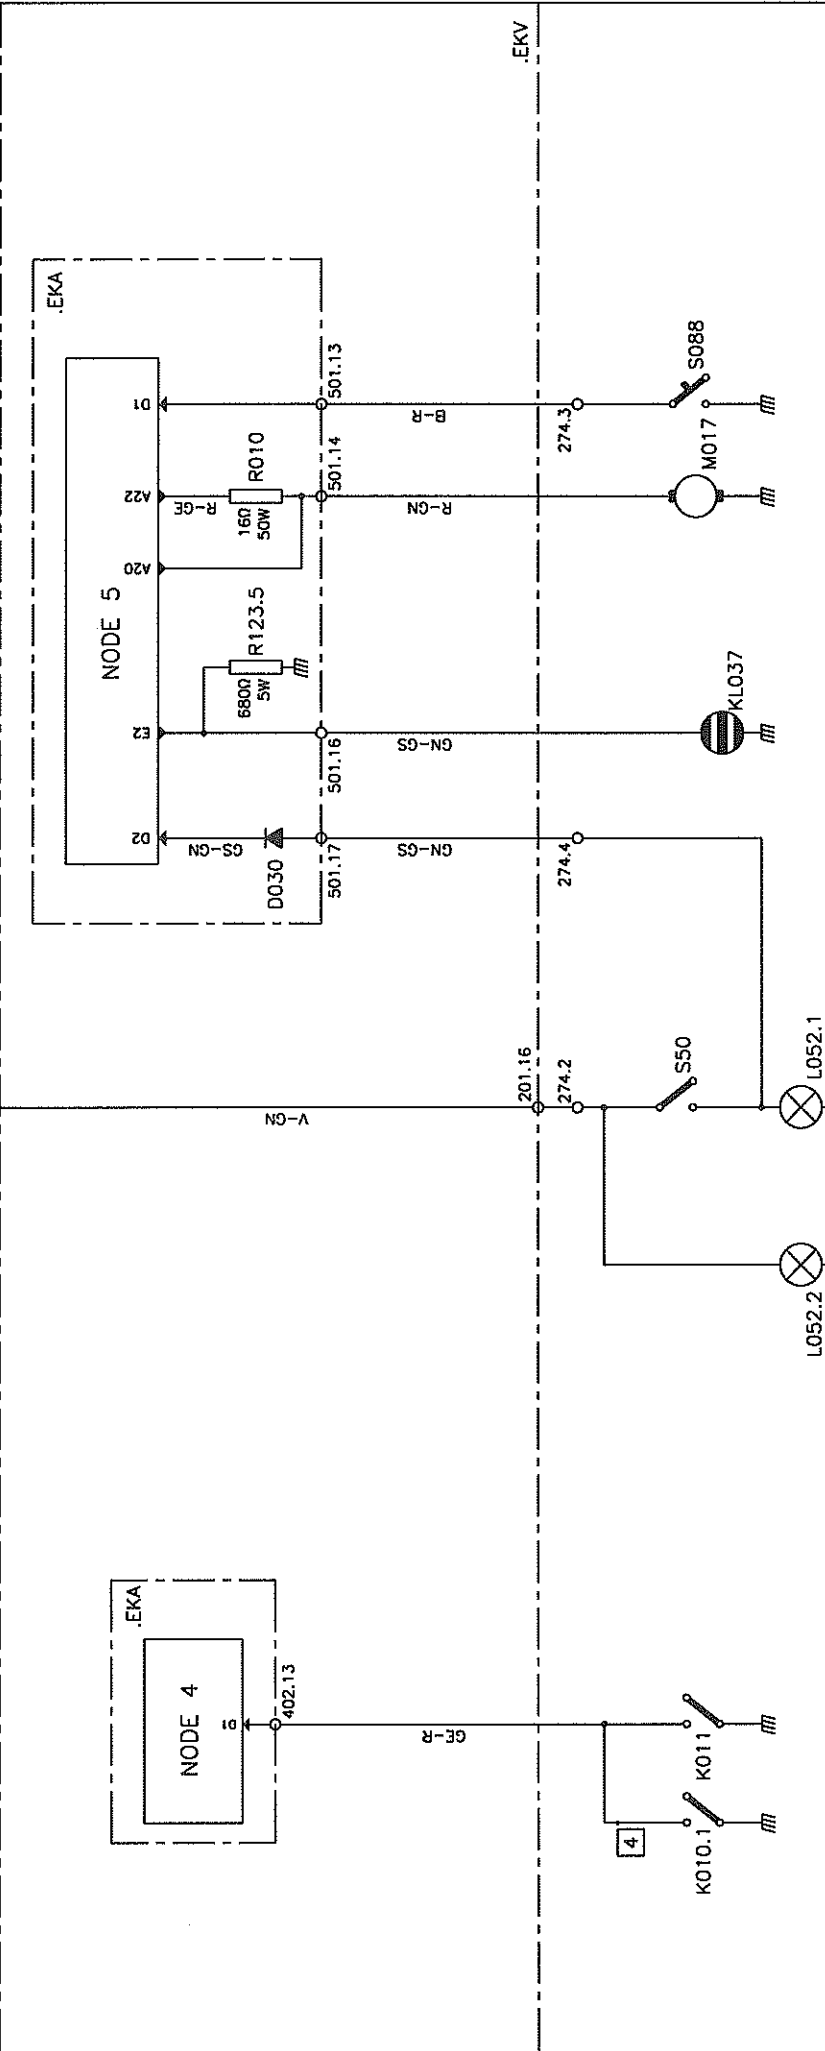 .EKV
.EKA
NODE 5
D1
A22
A20
E2
D2
R-GE
R010
16Ω
50W
R123.5
680Ω
5W
GS-GN
D030
501.13
501.14
501.16
501.17
B-R
R-GN
GN-GS
GN-GS
274.3
274.4
S088
M017
KL037
V-GN
201.16
274.2
S50
L052.1
L052.2
.EKA
NODE 4
D1
402.13
GE-R
4
K011
K010.1